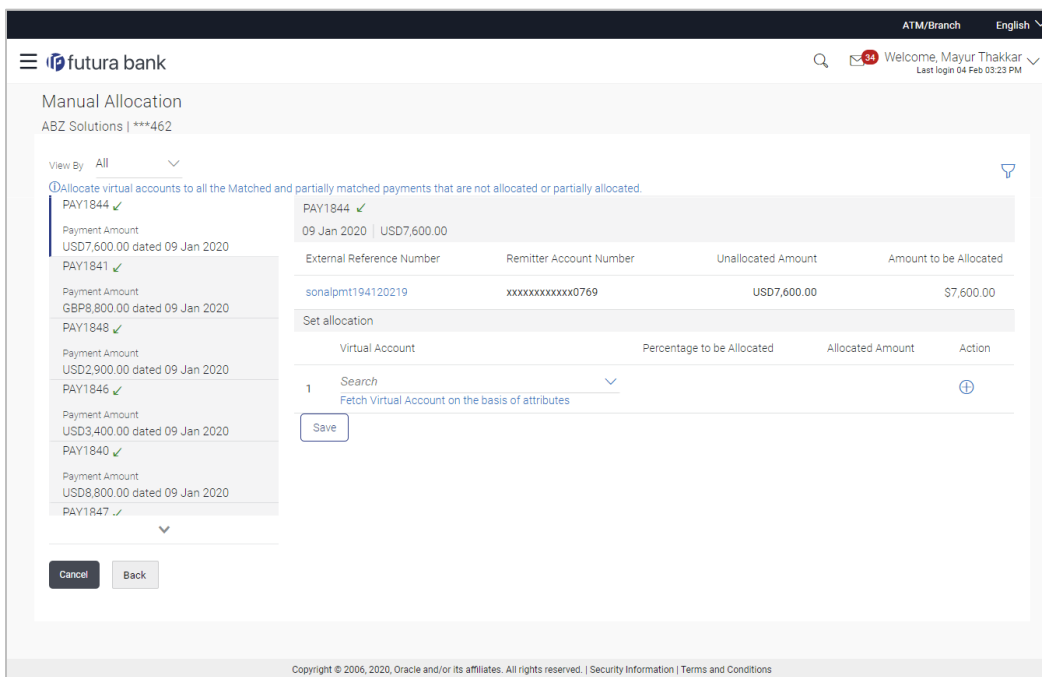 ATM/Branch English
futura bank
34 Welcome, Mayur Thakkar
Last login 04 Feb 03:23 PM
Manual Allocation
ABZ Solutions | ***462
View By All
Allocate virtual accounts to all the Matched and partially matched payments that are not allocated or partially allocated.
PAY1844
Payment Amount
USD7,600.00 dated 09 Jan 2020
PAY1841
Payment Amount
GBP8,800.00 dated 09 Jan 2020
PAY1848
Payment Amount
USD2,900.00 dated 09 Jan 2020
PAY1846
Payment Amount
USD3,400.00 dated 09 Jan 2020
PAY1840
Payment Amount
USD8,800.00 dated 09 Jan 2020
PAY1847
PAY1844
09 Jan 2020 | USD7,600.00
External Reference Number Remitter Account Number Unallocated Amount Amount to be Allocated
sonalpmt194120219 xxxxxxxxxxxx0769 USD7,600.00 $7,600.00
Set allocation
Virtual Account Percentage to be Allocated Allocated Amount Action
1 Search
Fetch Virtual Account on the basis of attributes
Save
Cancel Back
Copyright © 2006, 2020, Oracle and/or its affiliates. All rights reserved. | Security Information | Terms and Conditions